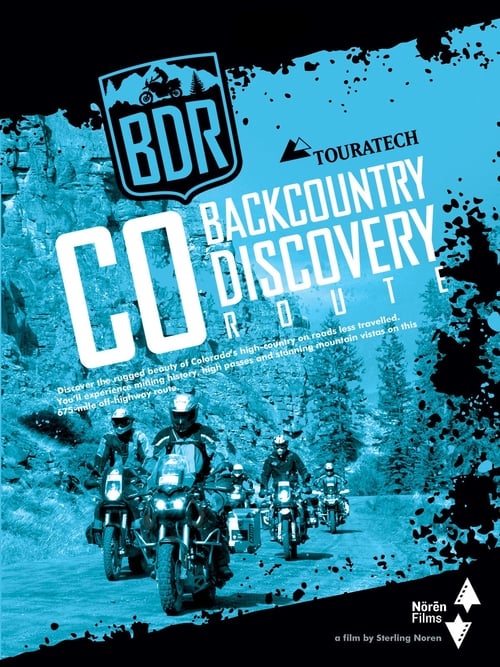 BDR
TOURATECH
CO BACKCOUNTRY
DISCOVERY
ROUTE
Discover the rugged beauty of Colorado's high-country on roads less travelled.
You'll experience mining history, high passes and stunning mountain vistas on this
675-mile off-highway route.
Nörén
Films
a film by Sterling Noren